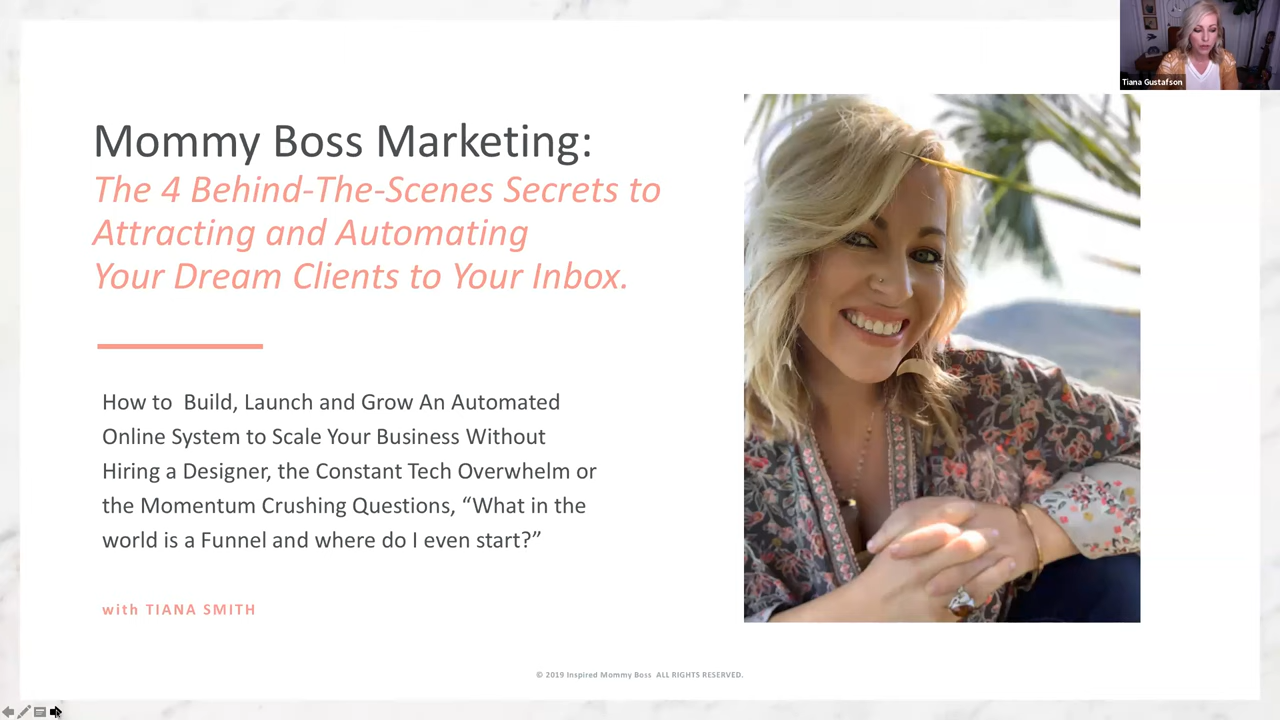 Tiana Gustafson
Mommy Boss Marketing:
The 4 Behind-The-Scenes Secrets to
Attracting and Automating
Your Dream Clients to Your Inbox.
How to  Build, Launch and Grow An Automated
Online System to Scale Your Business Without
Hiring a Designer, the Constant Tech Overwhelm or
the Momentum Crushing Questions, “What in the
world is a Funnel and where do I even start?”
with TIANA SMITH
© 2019 Inspired Mommy Boss  ALL RIGHTS RESERVED.